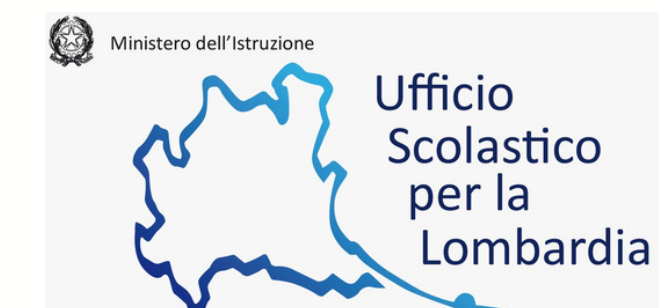 Ministero dell'Istruzione
Ufficio
Scolastico
per la
Lombardia